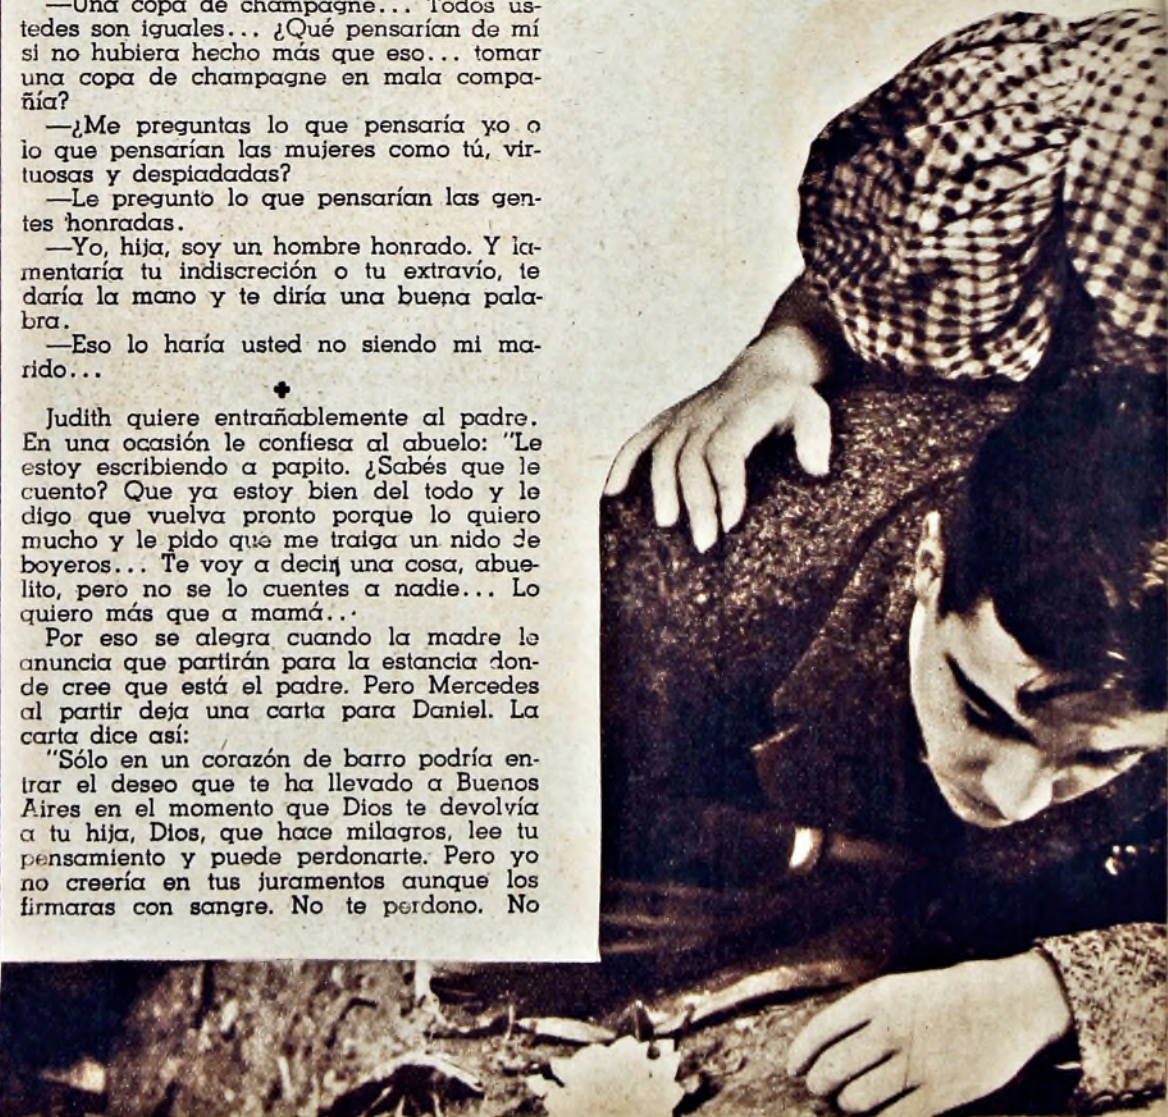 —Una copa de champagne... Todos us-
tedes son iguales... ¿Qué pensarían de mí
si no hubiera hecho más que eso... tomar
una copa de champagne en mala compa-
ñía?
—¿Me preguntas lo que pensaría yo o
lo que pensarían las mujeres como tú, vir-
tuosas y despiadadas?
—Le pregunto lo que pensarían las gen-
tes honradas.
—Yo, hija, soy un hombre honrado. Y la-
mentaría tu indiscreción o tu extravío, te
daría la mano y te diría una buena pala-
bra.
—Eso lo haría usted no siendo mi ma-
rido...
Judith quiere entrañablemente al padre.
En una ocasión le confiesa al abuelo: "Le
estoy escribiendo a papito. ¿Sabés que le
cuento? Que ya estoy bien del todo y le
digo que vuelva pronto porque lo quiero
mucho y le pido que me traiga un nido de
boyeros... Te voy a decir una cosa, abue-
lito, pero no se lo cuentes a nadie... Lo
quiero más que a mamá...
Por eso se alegra cuando la madre le
anuncia que partirán para la estancia don-
de cree que está el padre. Pero Mercedes
al partir deja una carta para Daniel. La
carta dice así:
"Sólo en un corazón de barro podría en-
trar el deseo que te ha llevado a Buenos
Aires en el momento que Dios te devolvía
a tu hija, Dios, que hace milagros, lee tu
pensamiento y puede perdonarte. Pero yo
no creería en tus juramentos aunque los
firmaras con sangre. No te perdono. No